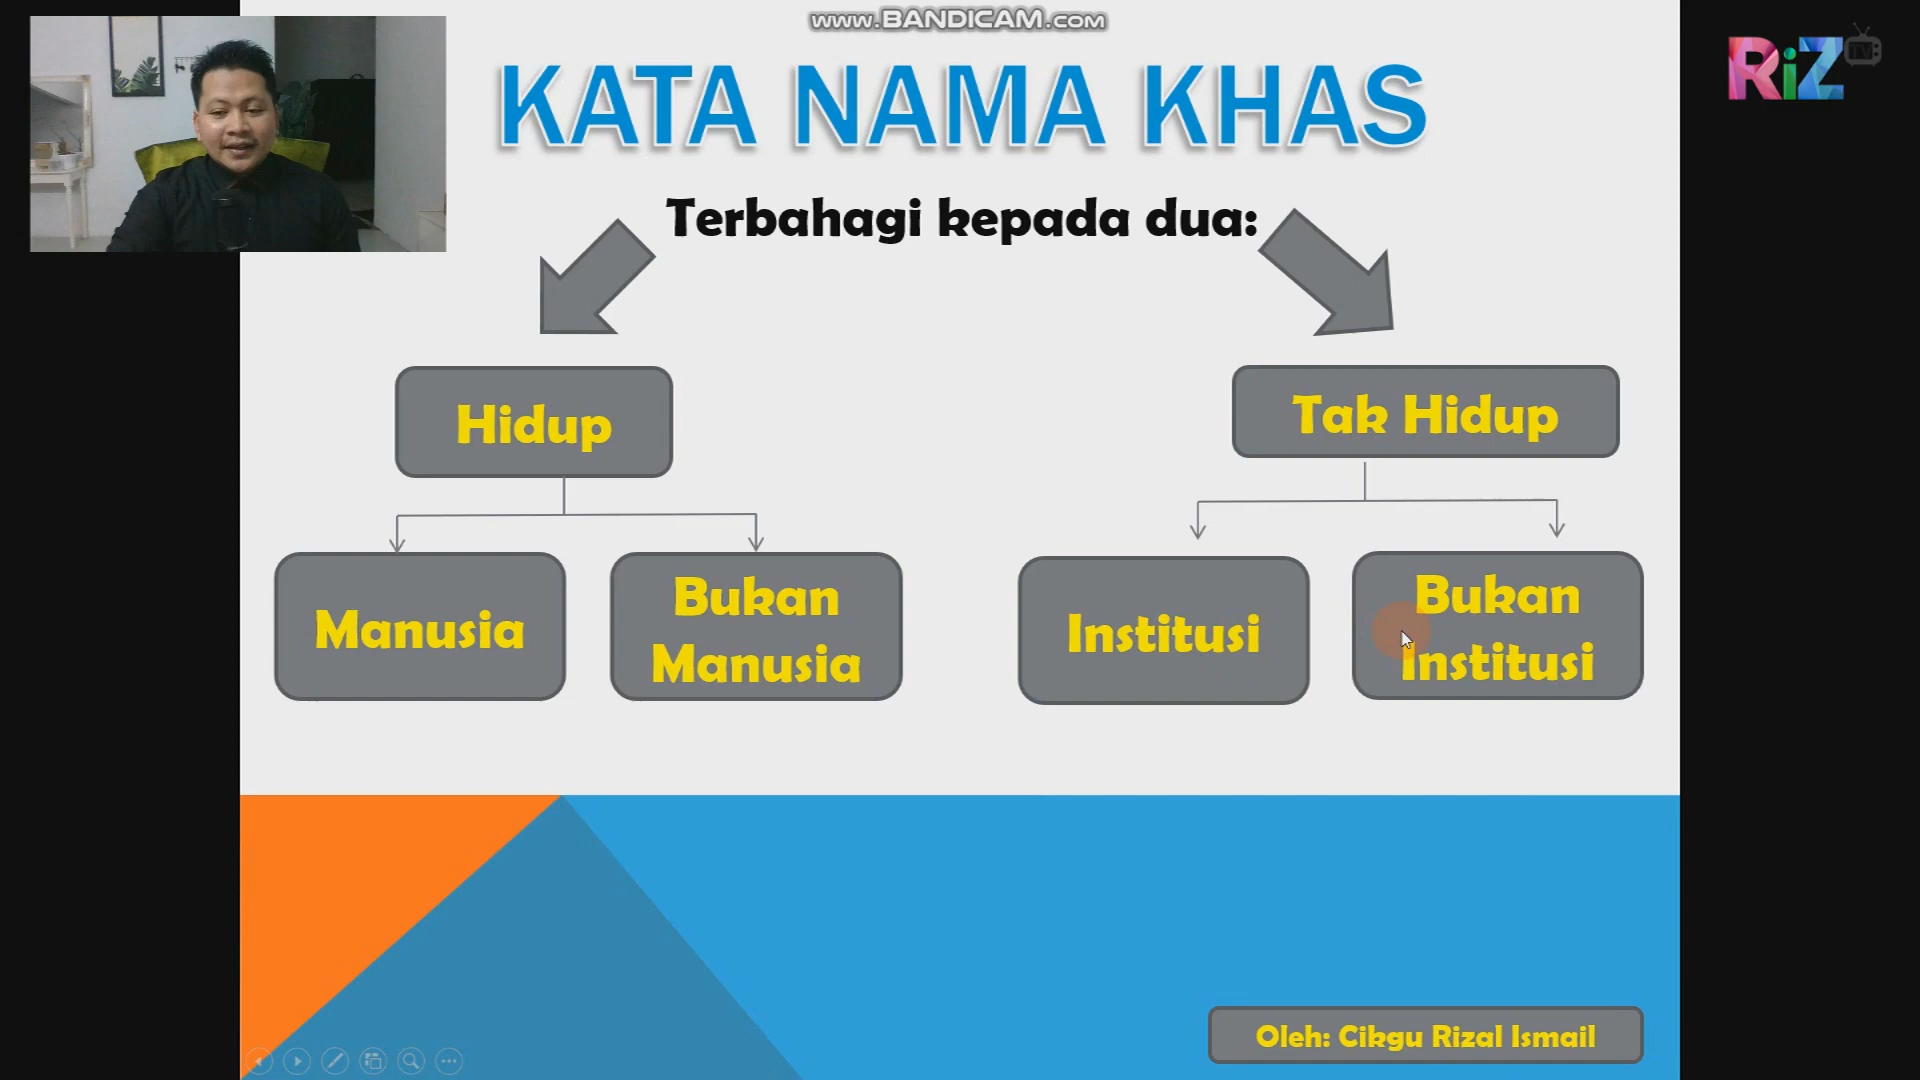 www.BANDICAM.com
RiZ TV
KATA NAMA KHAS
Terbahagi kepada dua:
Hidup
Tak Hidup
Manusia
Bukan
Manusia
Institusi
Bukan
Institusi
Oleh: Cikgu Rizal Ismail